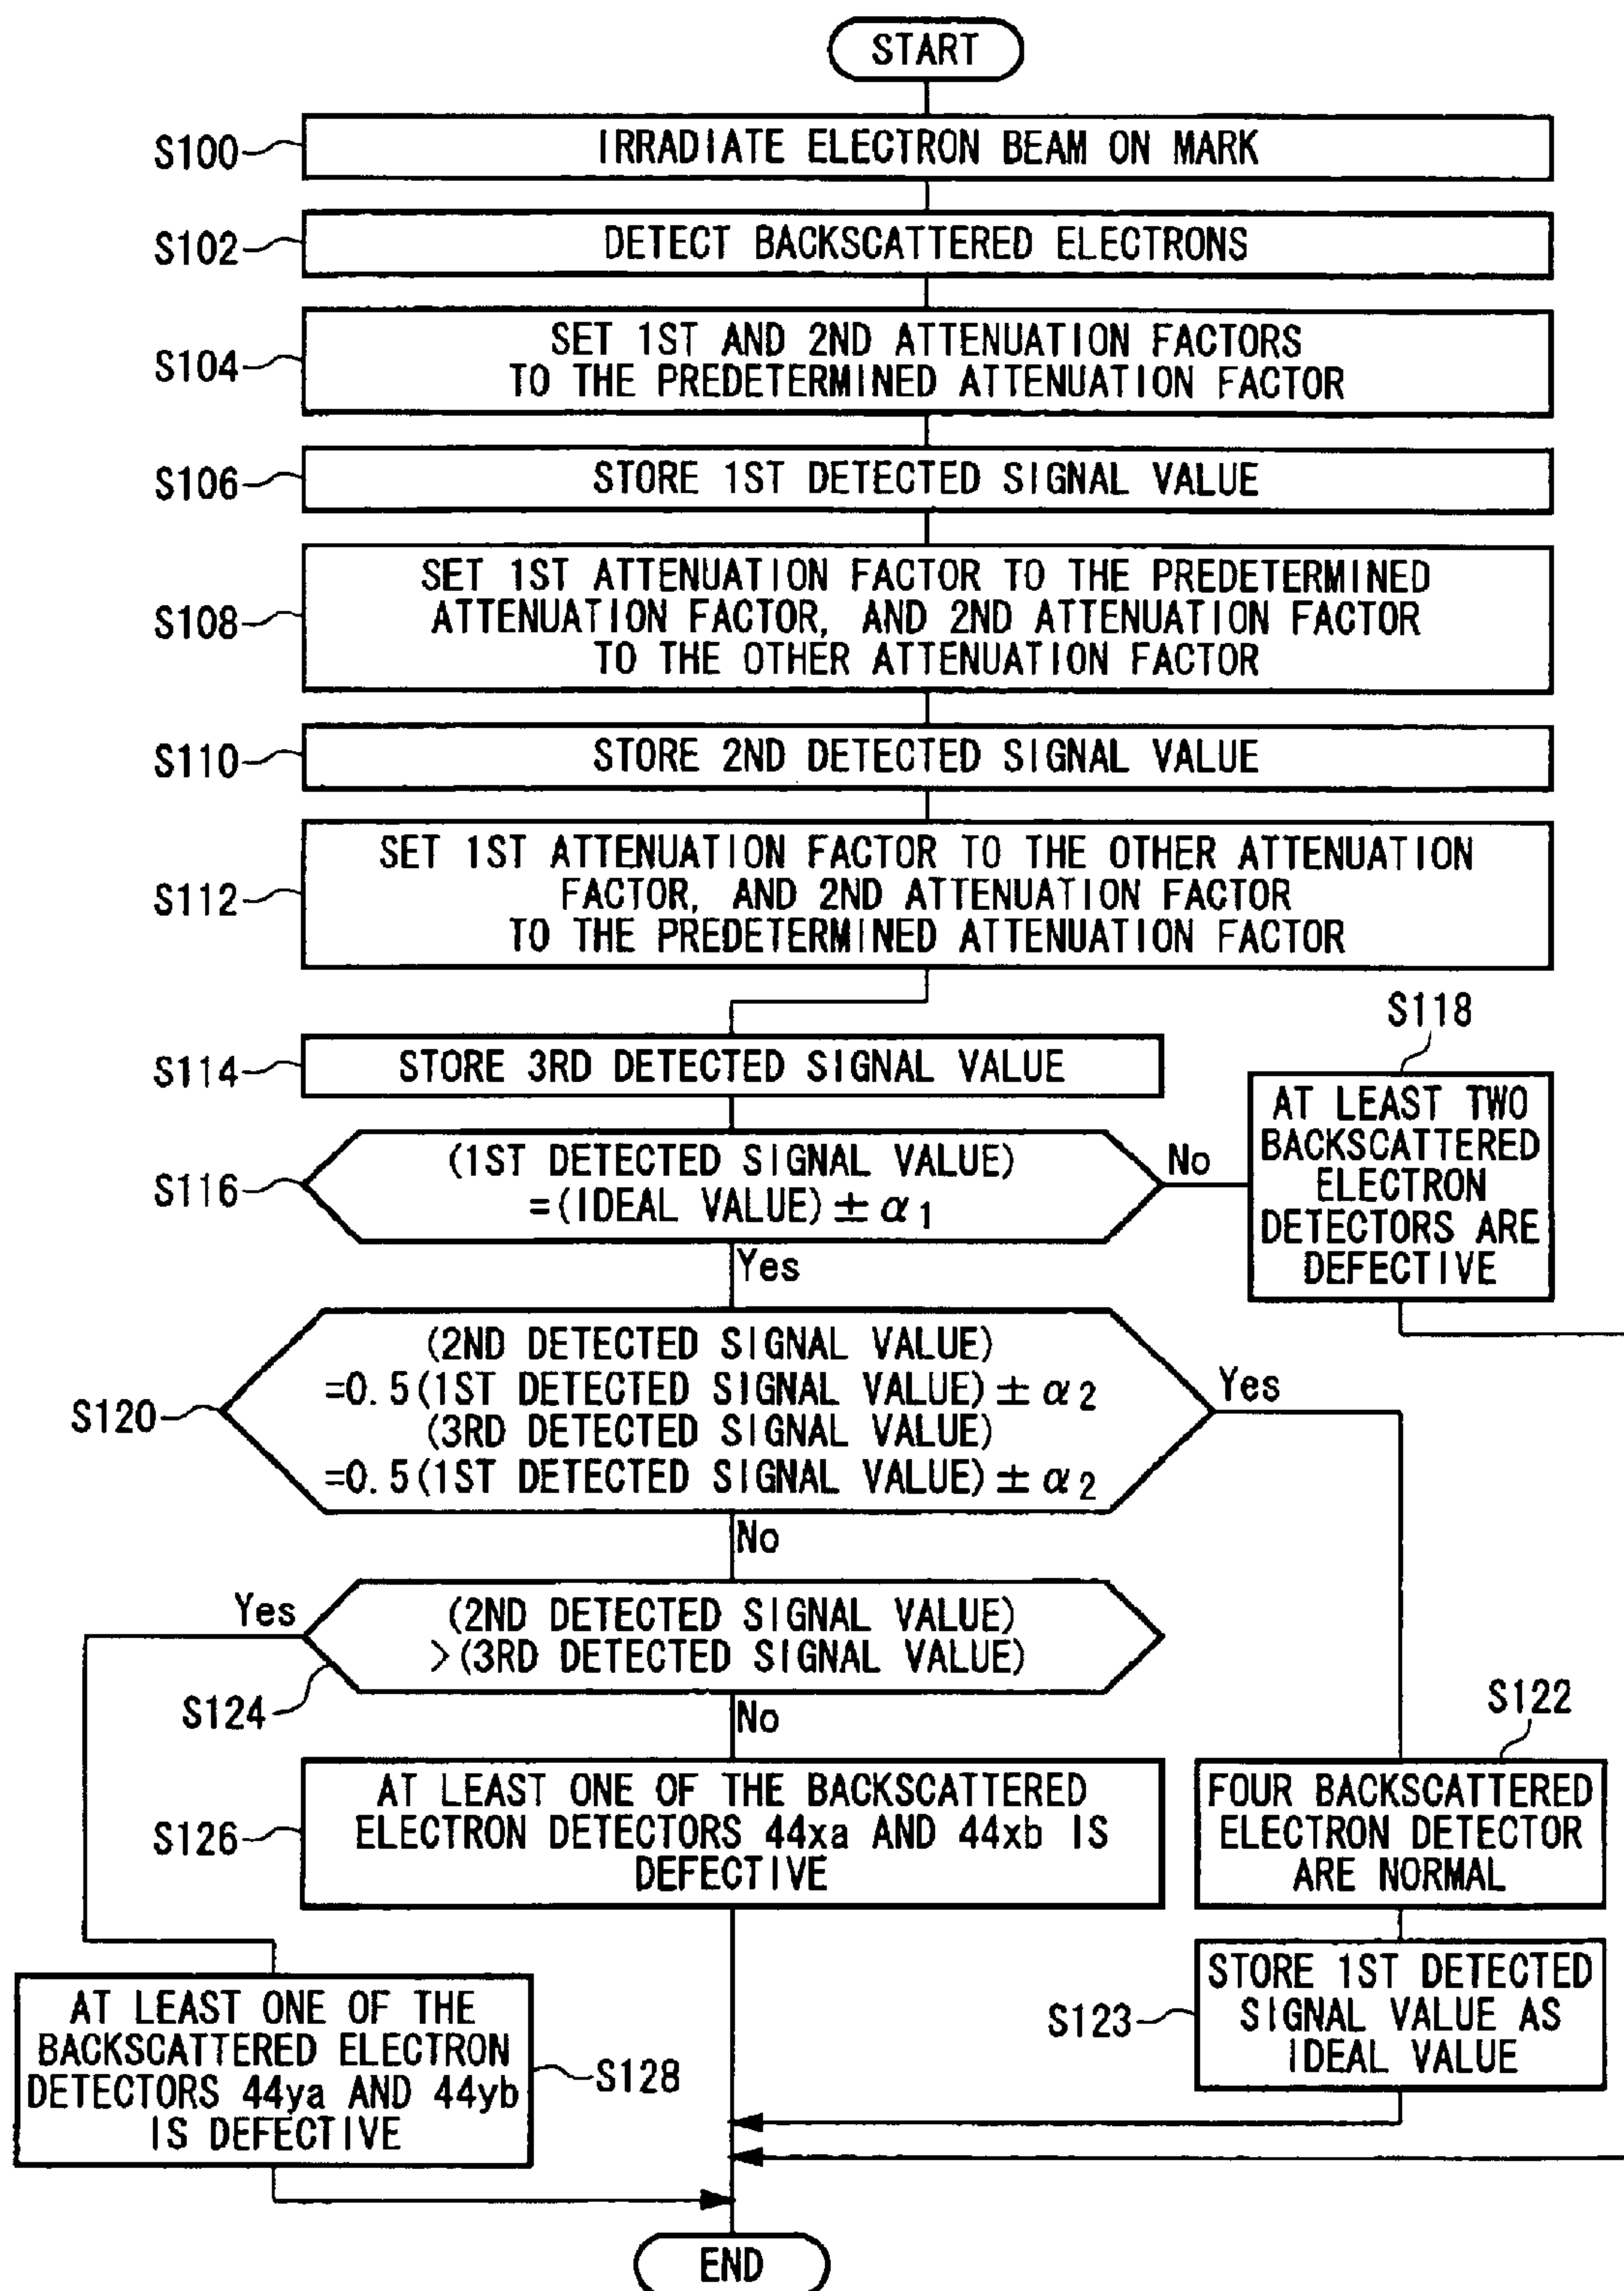 START
S100
IRRADIATE ELECTRON BEAM ON MARK
S102
DETECT BACKSCATTERED ELECTRONS
S104
SET 1ST AND 2ND ATTENUATION FACTORS
TO THE PREDETERMINED ATTENUATION FACTOR
S106
STORE 1ST DETECTED SIGNAL VALUE
S108
SET 1ST ATTENUATION FACTOR TO THE PREDETERMINED
ATTENUATION FACTOR, AND 2ND ATTENUATION FACTOR
TO THE OTHER ATTENUATION FACTOR
S110
STORE 2ND DETECTED SIGNAL VALUE
S112
SET 1ST ATTENUATION FACTOR TO THE OTHER ATTENUATION
FACTOR, AND 2ND ATTENUATION FACTOR
TO THE PREDETERMINED ATTENUATION FACTOR
S114
STORE 3RD DETECTED SIGNAL VALUE
S116
(1ST DETECTED SIGNAL VALUE)
=(IDEAL VALUE)±α1
No
Yes
S118
AT LEAST TWO
BACKSCATTERED
ELECTRON
DETECTORS ARE
DEFECTIVE
S120
(2ND DETECTED SIGNAL VALUE)
=0.5(1ST DETECTED SIGNAL VALUE)±α2
(3RD DETECTED SIGNAL VALUE)
=0.5(1ST DETECTED SIGNAL VALUE)±α2
Yes
No
S124
(2ND DETECTED SIGNAL VALUE)
>(3RD DETECTED SIGNAL VALUE)
Yes
No
S122
FOUR BACKSCATTERED
ELECTRON DETECTOR
ARE NORMAL
S126
AT LEAST ONE OF THE BACKSCATTERED
ELECTRON DETECTORS 44xa AND 44xb IS
DEFECTIVE
S123
STORE 1ST DETECTED
SIGNAL VALUE AS
IDEAL VALUE
AT LEAST ONE OF THE
BACKSCATTERED ELECTRON
DETECTORS 44ya AND 44yb
IS DEFECTIVE
S128
END